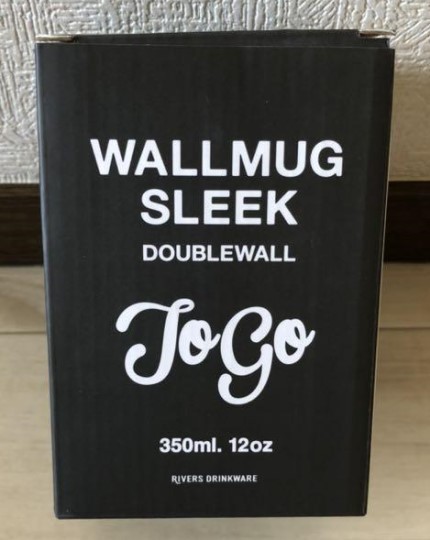 WALLMUG
SLEEK
DOUBLEWALL
ToGo
350ml. 12oz
RIVERS DRINKWARE